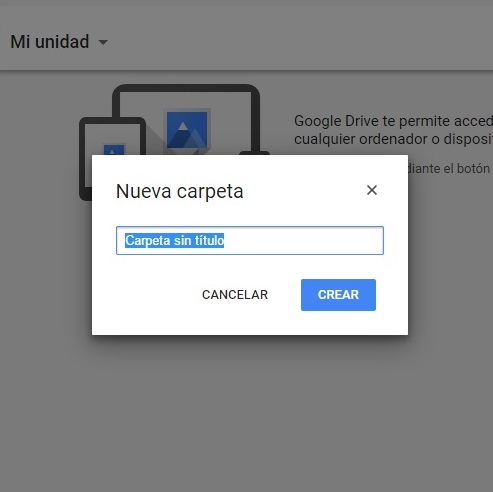 Mi unidad
Google Drive te permite acced
cualquier ordenador o disposit
diante el botón
Nueva carpeta
Carpeta sin título
CANCELAR
CREAR